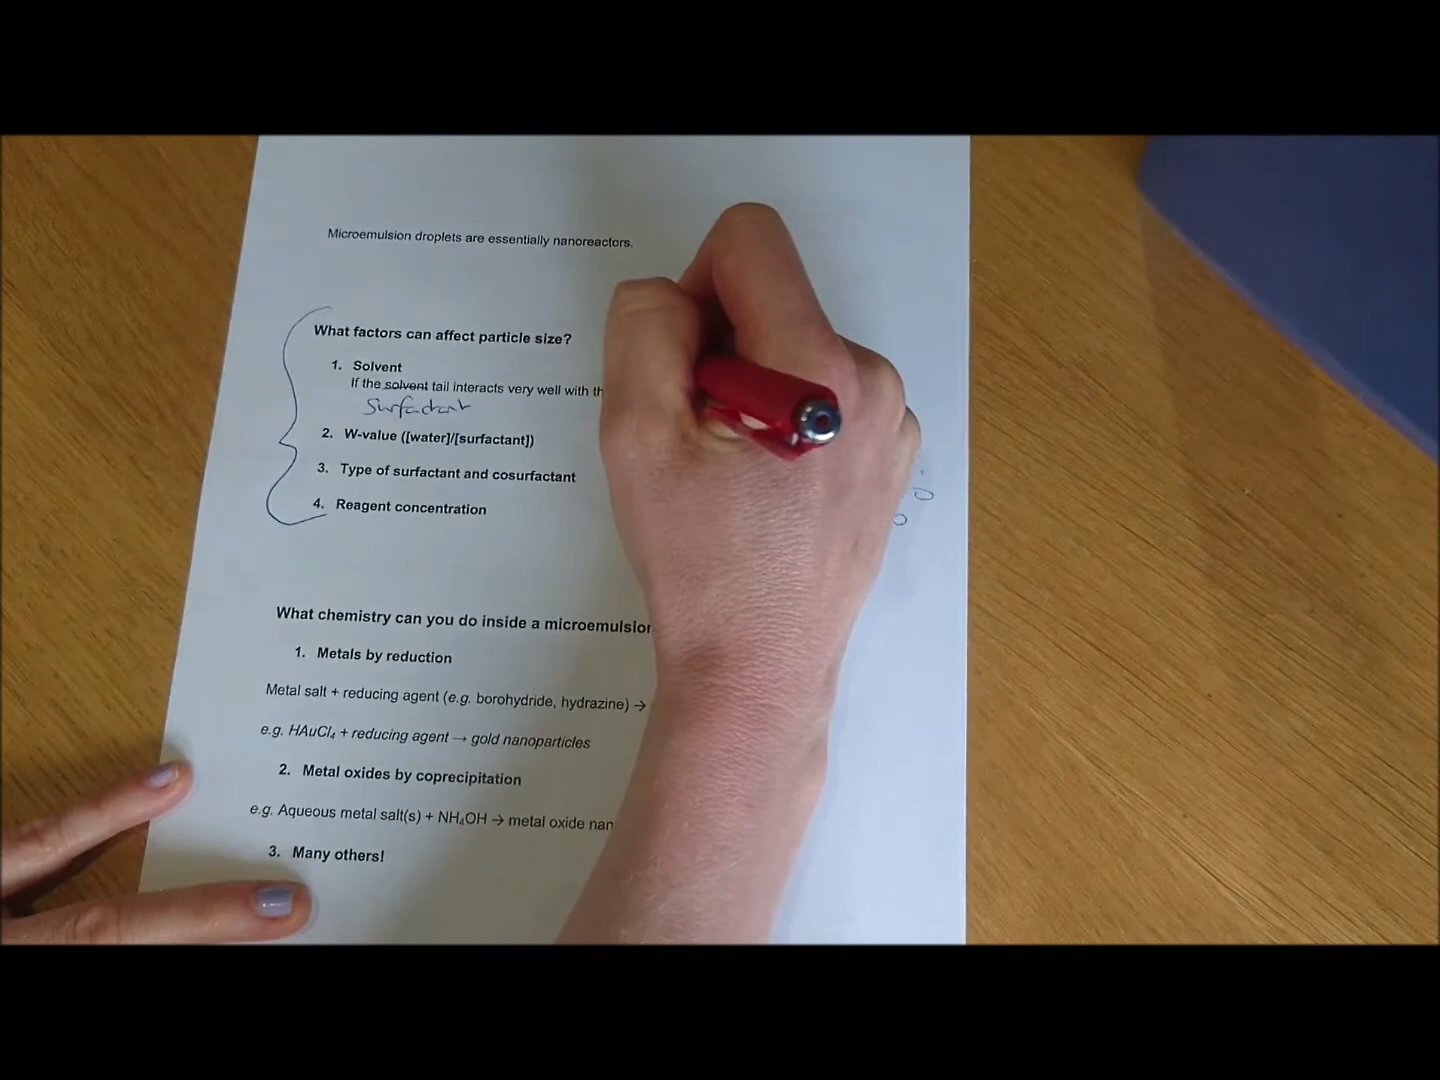 Microemulsion droplets are essentially nanoreactors.
What factors can affect particle size?
1. Solvent
If the solvent tail interacts very well with
surfactant
2. W-value ([water]/[surfactant])
3. Type of surfactant and cosurfactant
4. Reagent concentration
What chemistry can you do inside a
1. Metals by reduction
Metal salt + reducing agent (e.g. borohydride, hydrazine) →
e.g. HAuCl₄ + reducing agent → gold nanoparticles
2. Metal oxides by coprecipitation
e.g. Aqueous metal salt(s) + NH₄OH → metal oxide
3. Many others!